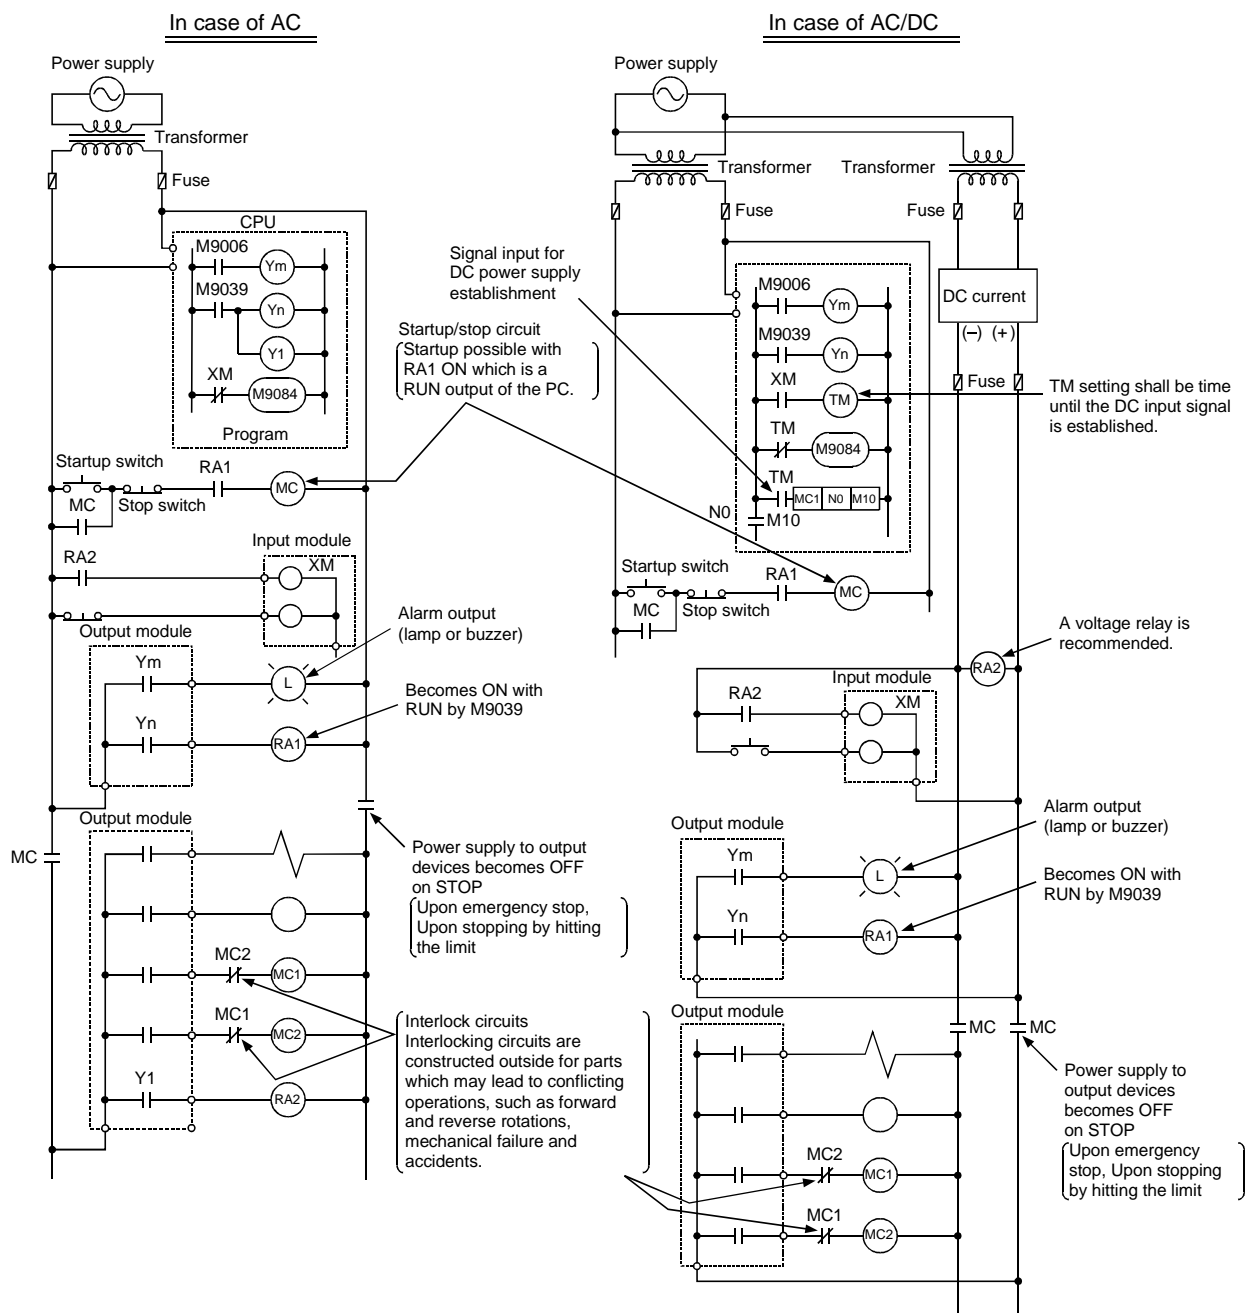 In case of AC
Power supply
Transformer
Fuse
CPU
M9006
Ym
M9039
Yn
Y1
XM
M9084
Program
Startup/stop circuit
Startup possible with
RA1 ON which is a
RUN output of the PC.
Startup switch
RA1
MC
Stop switch
MC
RA2
Input module
XM
Output module
Alarm output
(lamp or buzzer)
Ym
L
Becomes ON with
RUN by M9039
Yn
RA1
Output module
MC
Power supply to output
devices becomes OFF
on STOP
Upon emergency stop,
Upon stopping by hitting
the limit
MC2
MC1
MC1
MC2
Y1
RA2
Interlock circuits
Interlocking circuits are
constructed outside for parts
which may lead to conflicting
operations, such as forward
and reverse rotations,
mechanical failure and
accidents.
In case of AC/DC
Power supply
Transformer
Transformer
Fuse
Fuse
Signal input for
DC power supply
establishment
M9006
Ym
M9039
Yn
XM
TM
TM
M9084
TM
MC1 N0 M10
N0
M10
DC current
(−) (+)
Fuse
TM setting shall be time
until the DC input signal
is established.
Startup switch
RA1
MC
MC
Stop switch
A voltage relay is
recommended.
RA2
Input module
RA2
XM
Output module
Alarm output
(lamp or buzzer)
Ym
L
Becomes ON with
RUN by M9039
Yn
RA1
Output module
MC
MC
Power supply to
output devices
becomes OFF
on STOP
Upon emergency
stop, Upon stopping
by hitting the limit
MC2
MC1
MC1
MC2